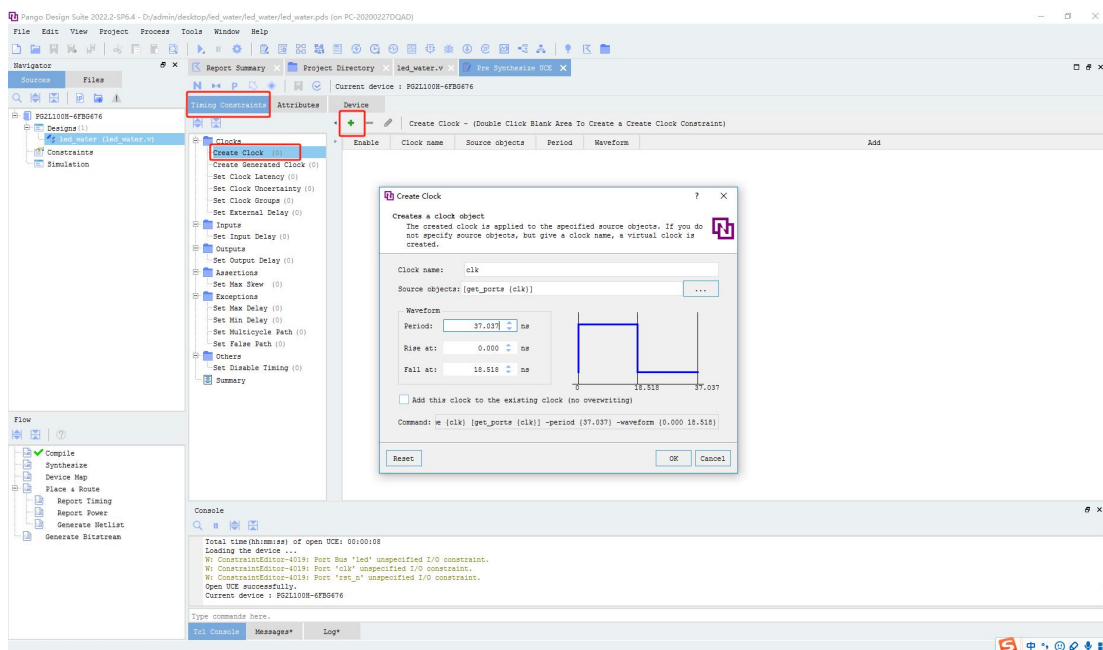 Pango Design Suite 2022.2-SP6.4 - D:/admin/desktop/led_water/led_water/led_water.pds (on PC-20200227DQAD)
File Edit View Project Process Tools Window Help
Navigator
Sources Files
PG2L100H-6FBG676
Designs(1)
led_water (led_water.v)
Constraints
Simulation
Report Summary Project Directory led_water.v Pre Synthesize UCE
N P Current device : PG2L100H-6FBG676
Timing Constraints Attributes Device
Create Clock - (Double Click Blank Area To Create a Create Clock Constraint)
Enable Clock name Source objects Period Waveform Add
Clocks
Create Clock (0)
Create Generated Clock (0)
Set Clock Latency (0)
Set Clock Uncertainty (0)
Set Clock Groups (0)
Set External Delay (0)
Inputs
Set Input Delay (0)
Outputs
Set Output Delay (0)
Assertions
Set Max Skew (0)
Exceptions
Set Max Delay (0)
Set Min Delay (0)
Set Multicycle Path (0)
Set False Path (0)
Others
Set Disable Timing (0)
Summary
Create Clock ? X
Creates a clock object
The created clock is applied to the specified source objects. If you do
not specify source objects, but give a clock name, a virtual clock is
created.
Clock name: clk
Source objects: [get_ports {clk}] ...
Waveform
Period: 37.037 ns
Rise at: 0.000 ns
Fall at: 18.518 ns
0 18.518 37.037
Add this clock to the existing clock (no overwriting)
Command: e {clk} [get_ports {clk}] -period {37.037} -waveform {0.000 18.518}
Reset OK Cancel
Flow
Compile
Synthesize
Device Map
Place & Route
Report Timing
Report Power
Generate Netlist
Generate Bitstream
Console
Total time(hh:mm:ss) of open UCE: 00:00:08
Loading the device ...
W: ConstraintEditor-4019: Port Bus 'led' unspecified I/O constraint.
W: ConstraintEditor-4019: Port 'clk' unspecified I/O constraint.
W: ConstraintEditor-4019: Port 'rst_n' unspecified I/O constraint.
Open UCE successfully.
Current device : PG2L100H-6FBG676
Type commands here.
Tcl Console Messages* Log*
中